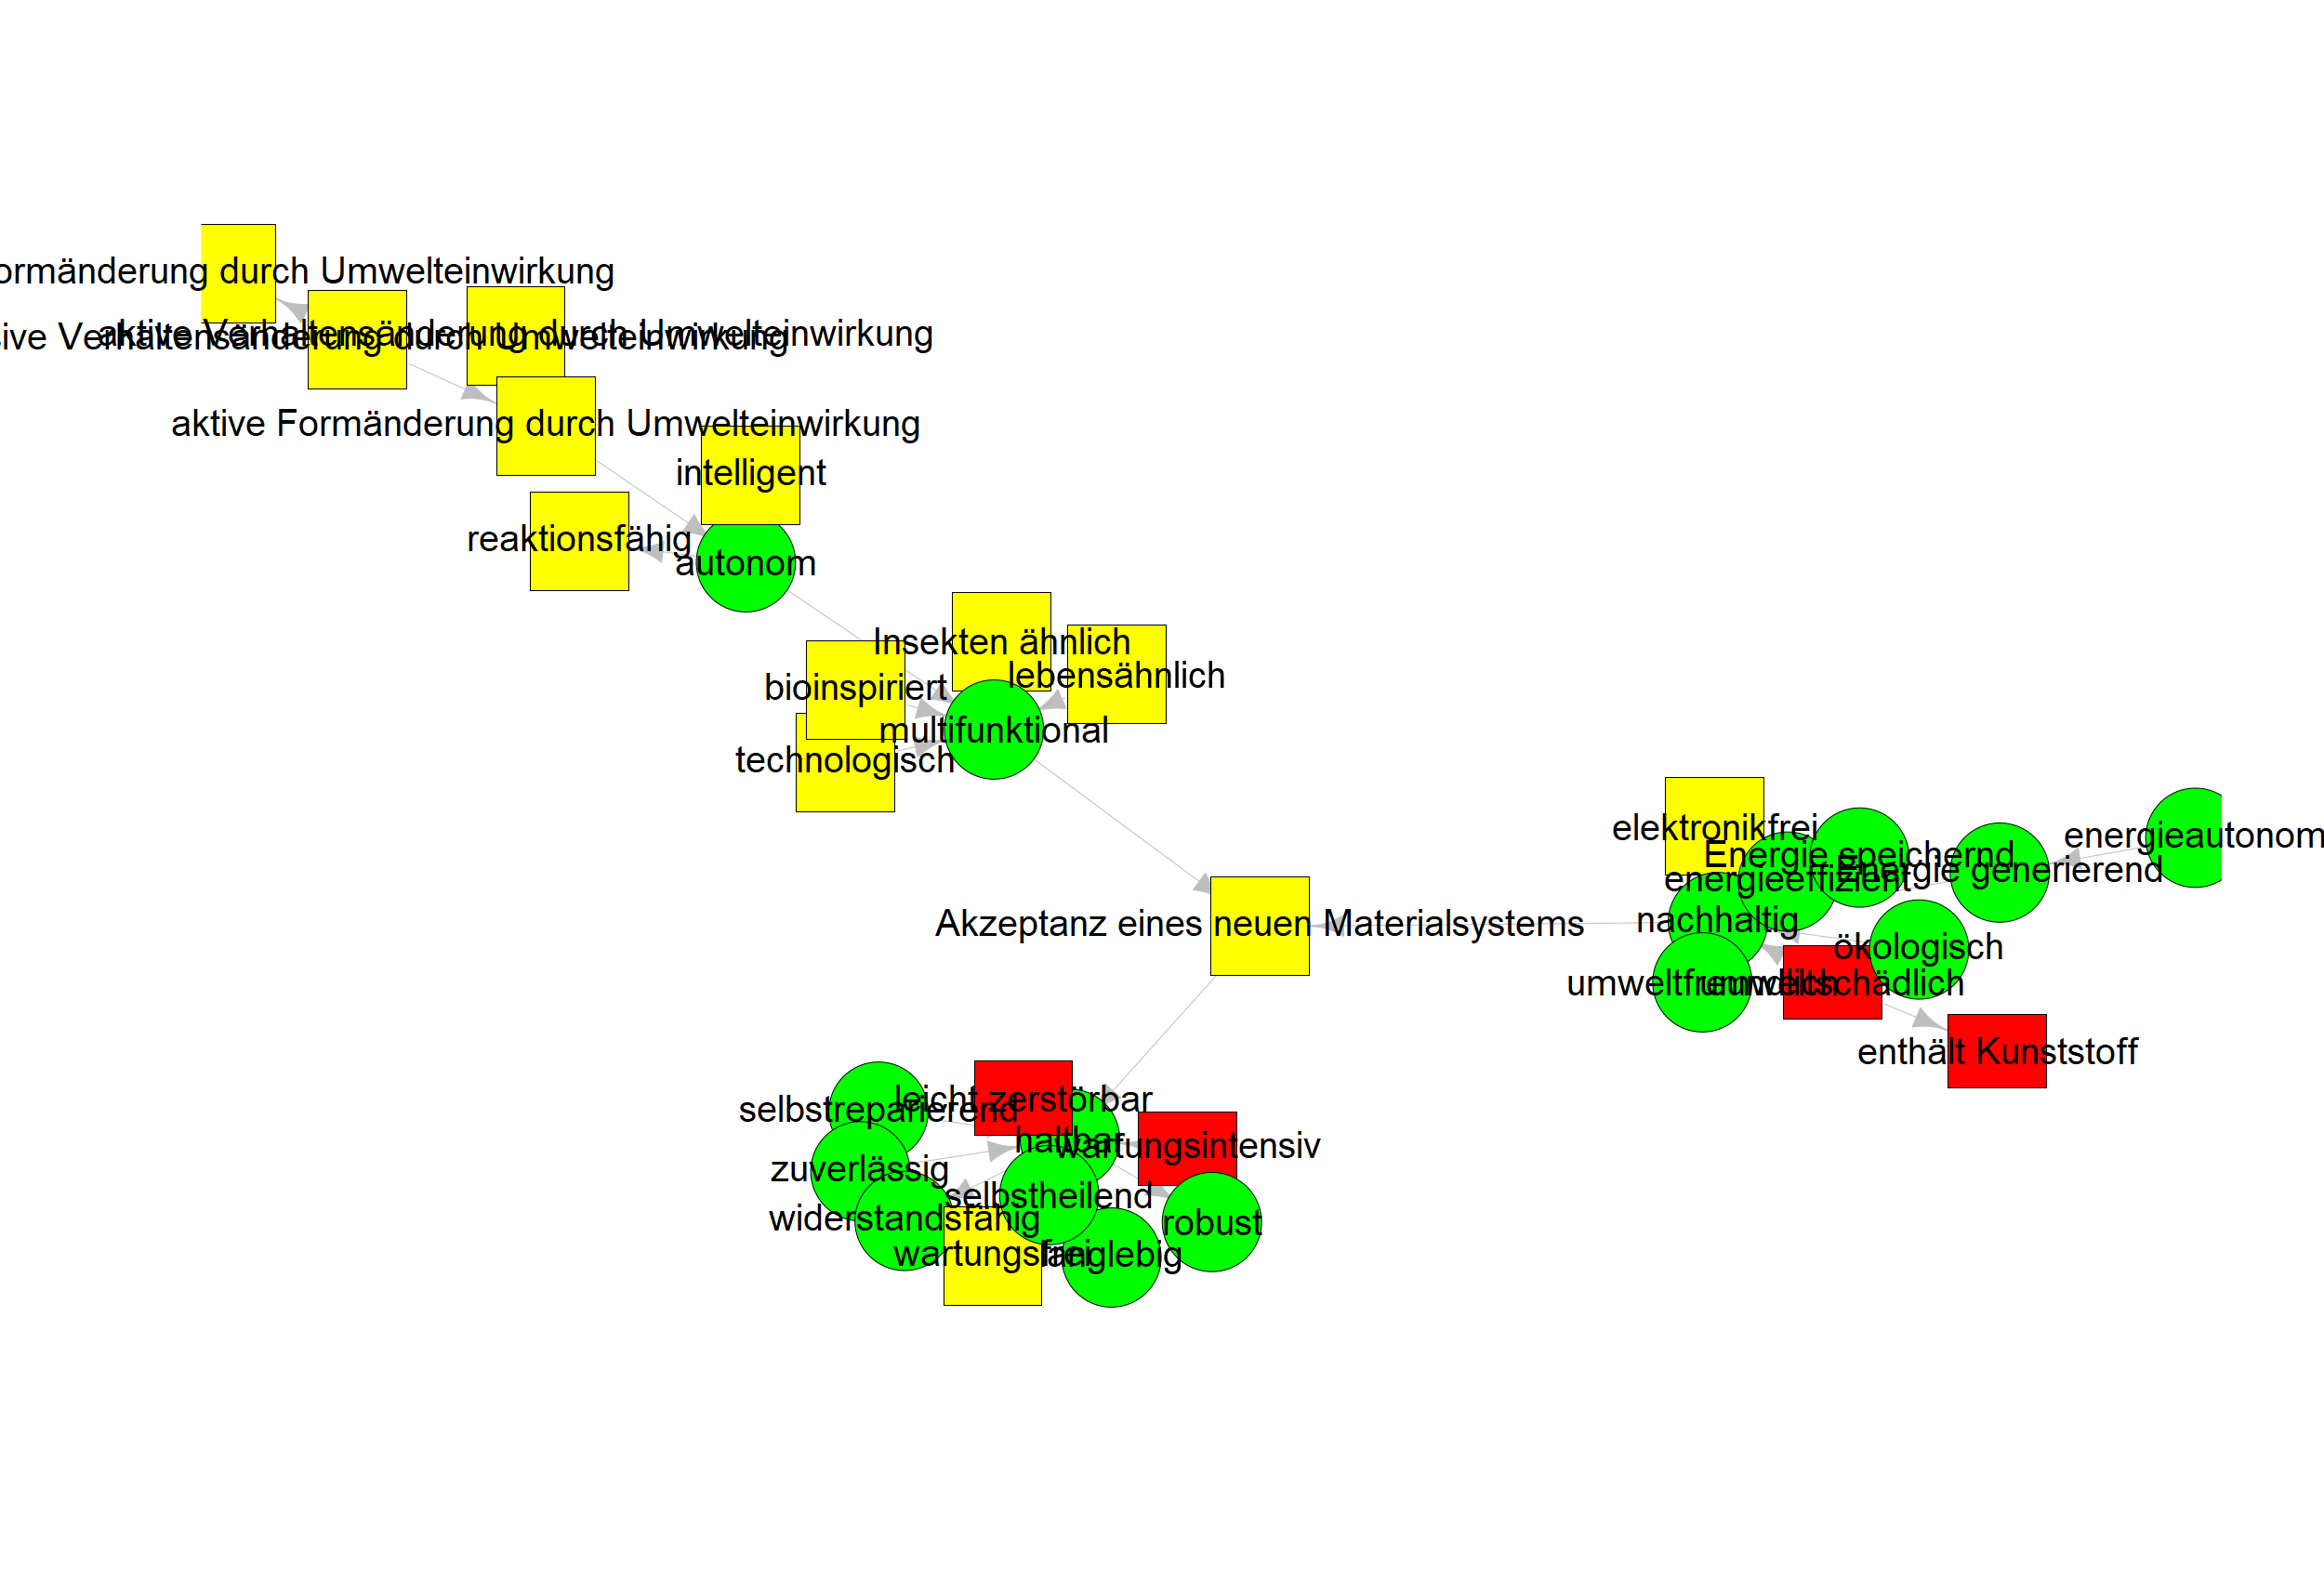 ormänderung durch Umwelteinwirkung
aktive Verhaltensänderung durch Umwelteinwirkung
ive Verhaltensänderung durch Umwelteinwirkung
aktive Formänderung durch Umwelteinwirkung
intelligent
reaktionsfähig
autonom
Insekten ähnlich
lebensähnlich
bioinspiriert
multifunktional
technologisch
elektronikfrei
energieautonom
Energie speichernd
Energie generierend
energieeffizient
nachhaltig
Akzeptanz eines neuen Materialsystems
ökologisch
umweltfreundlich
umweltschädlich
enthält Kunststoff
leicht zerstörbar
selbstreparierend
haltbar
wartungsintensiv
zuverlässig
selbstheilend
widerstandsfähig
robust
wartungsfrei
langlebig